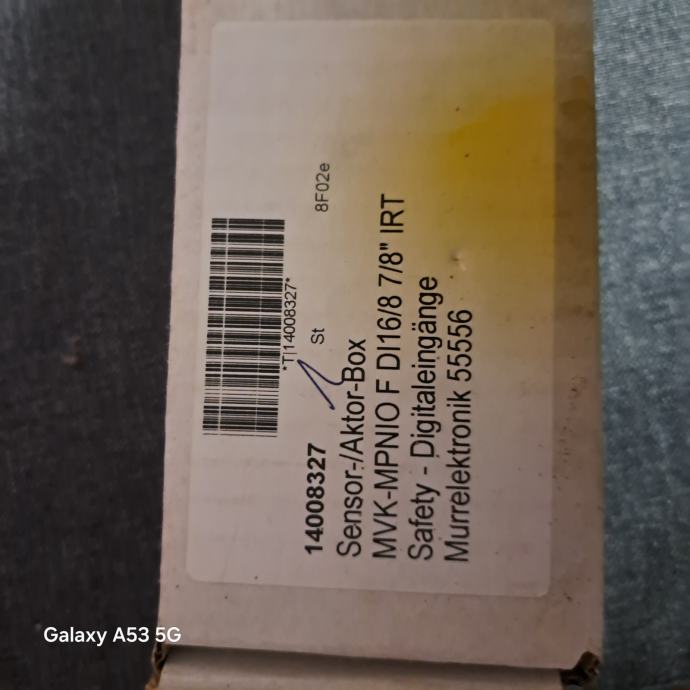 *T|14008327*
14008327 St 8F02e
Sensor-/Aktor-Box
MVK-MPNIO F DI16/8 7/8" IRT
Safety - Digitaleingänge
Murrelektronik 55556
Galaxy A53 5G